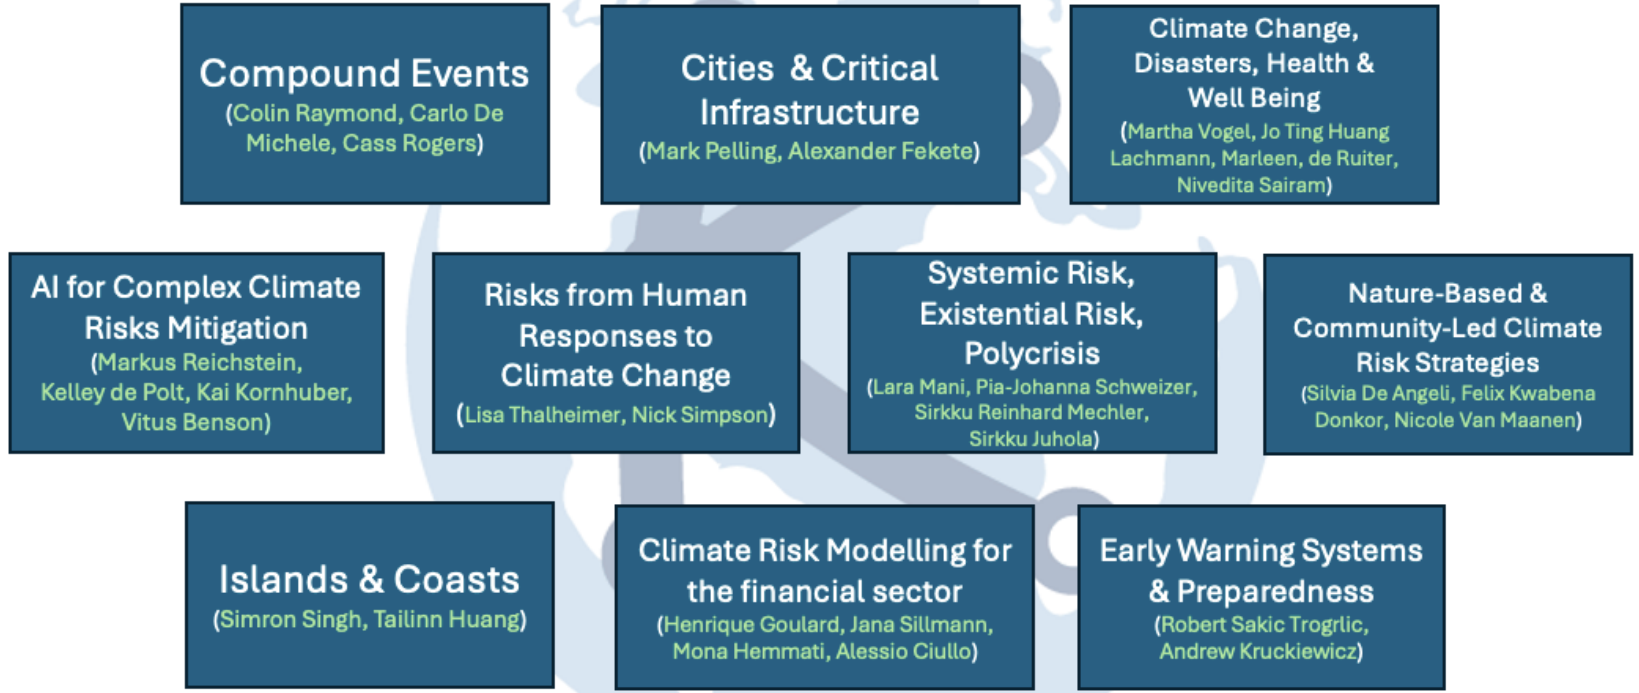 Compound Events
(Colin Raymond, Carlo De
Michele, Cass Rogers)
Cities & Critical
Infrastructure
(Mark Pelling, Alexander Fekete)
Climate Change,
Disasters, Health &
Well Being
(Martha Vogel, Jo Ting Huang
Lachmann, Marleen, de Ruiter,
Nivedita Sairam)
AI for Complex Climate
Risks Mitigation
(Markus Reichstein,
Kelley de Polt, Kai Kornhuber,
Vitus Benson)
Risks from Human
Responses to
Climate Change
(Lisa Thalheimer, Nick Simpson)
Systemic Risk,
Existential Risk,
Polycrisis
(Lara Mani, Pia-Johanna Schweizer,
Sirkku Reinhard Mechler,
Sirkku Juhola)
Nature-Based &
Community-Led Climate
Risk Strategies
(Silvia De Angeli, Felix Kwabena
Donkor, Nicole Van Maanen)
Islands & Coasts
(Simron Singh, Tailinn Huang)
Climate Risk Modelling for
the financial sector
(Henrique Goulard, Jana Sillmann,
Mona Hemmati, Alessio Ciullo)
Early Warning Systems
& Preparedness
(Robert Sakic Trogrlic,
Andrew Kruckiewicz)